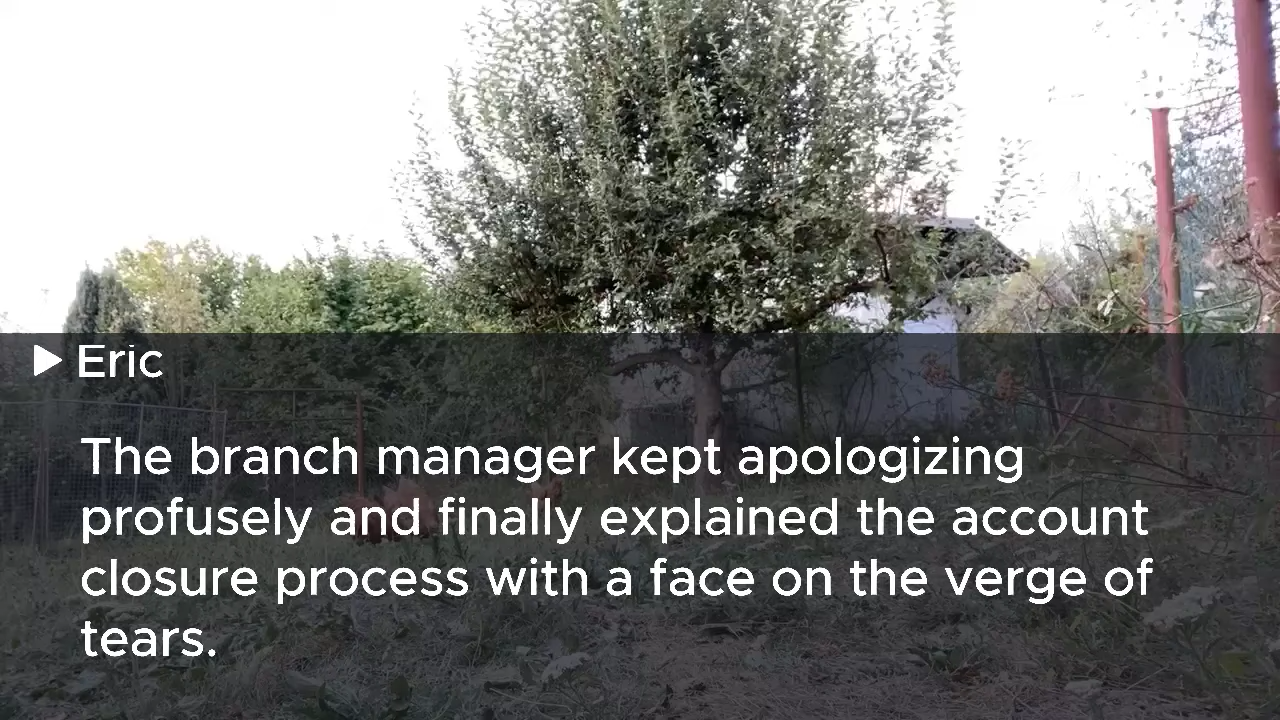 Eric
The branch manager kept apologizing
profusely and finally explained the account
closure process with a face on the verge of
tears.